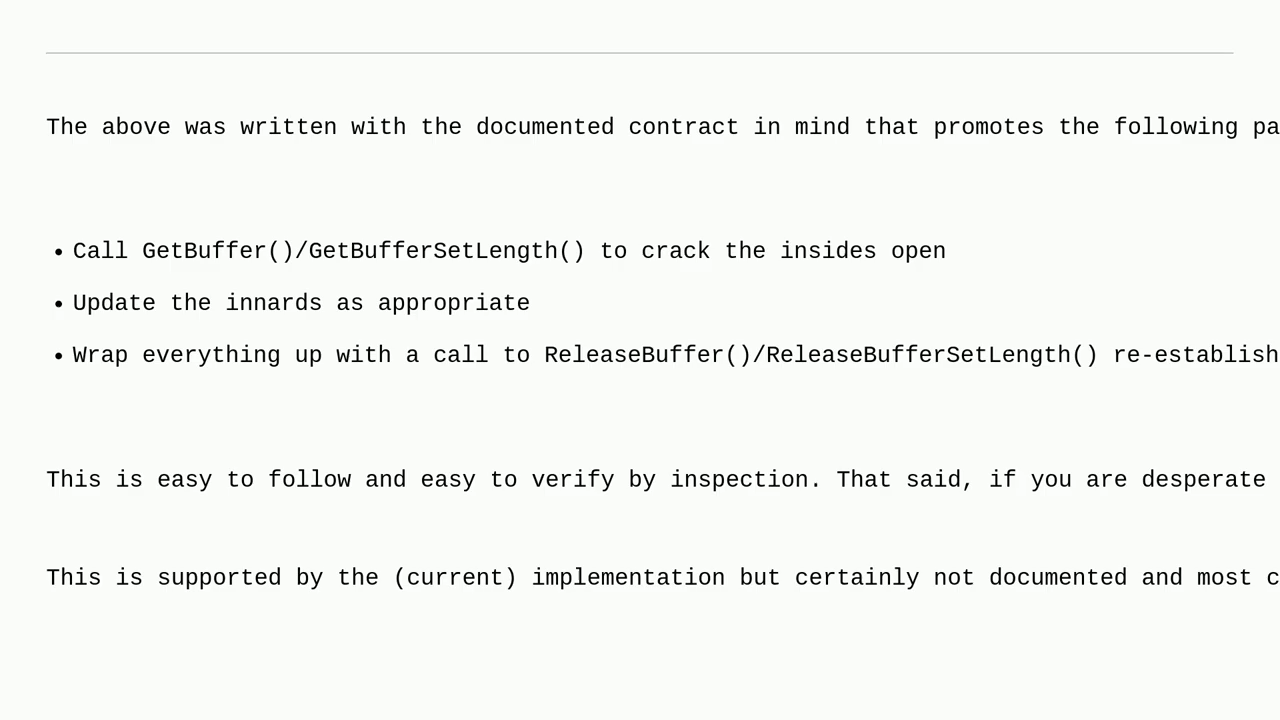 The above was written with the documented contract in mind that promotes the following
• Call GetBuffer()/GetBufferSetLength() to crack the insides open
• Update the innards as appropriate
• Wrap everything up with a call to ReleaseBuffer()/ReleaseBufferSetLength() re-establish
This is easy to follow and easy to verify by inspection. That said, if you are desperate
This is supported by the (current) implementation but certainly not documented and most